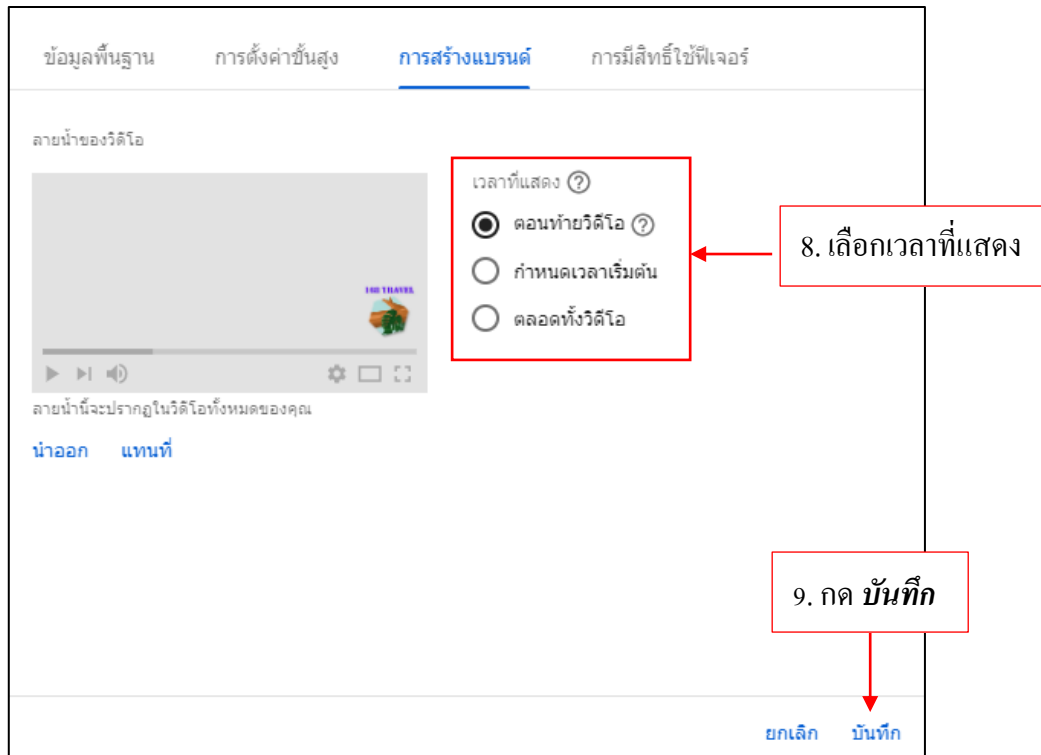 ข้อมูลพื้นฐาน การตั้งค่าขั้นสูง การสร้างแบรนด์ การมีสิทธิ์ใช้ฟีเจอร์
ลายน้ำของวิดีโอ
เวลาที่แสดง
ตอนท้ายวิดีโอ
กำหนดเวลาเริ่มต้น
ตลอดทั้งวิดีโอ
8. เลือกเวลาที่แสดง
TRAVEL
ลายน้ำนี้จะปรากฏในวิดีโอทั้งหมดของคุณ
นำออก แทนที่
9. กด บันทึก
ยกเลิก บันทึก